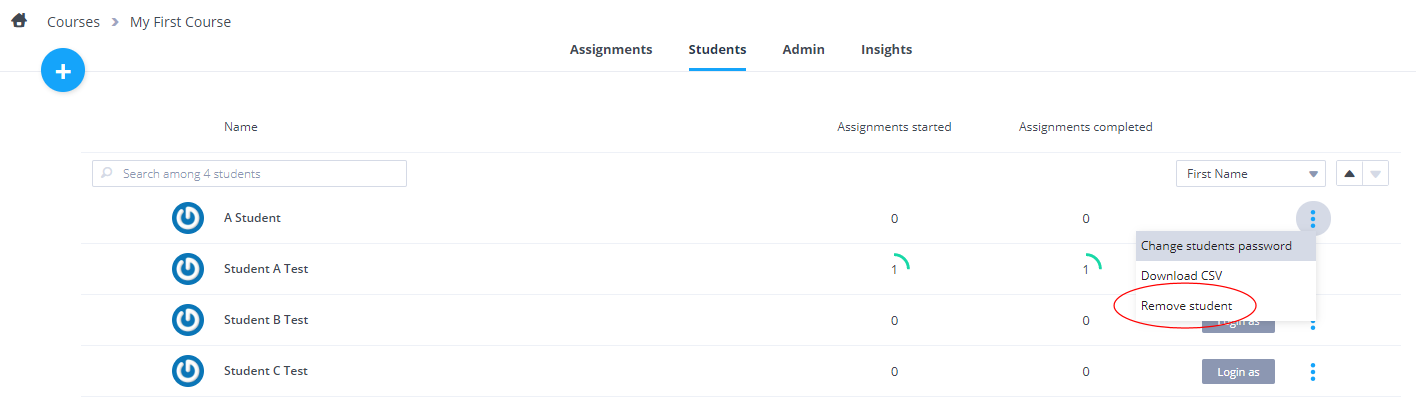 Courses > My First Course
Assignments Students Admin Insights
+
Name Assignments started Assignments completed
Search among 4 students First Name
A Student 0 0
Change students password
Student A Test 1 1
Download CSV
Remove student
Student B Test 0 0 Login as
Student C Test 0 0 Login as